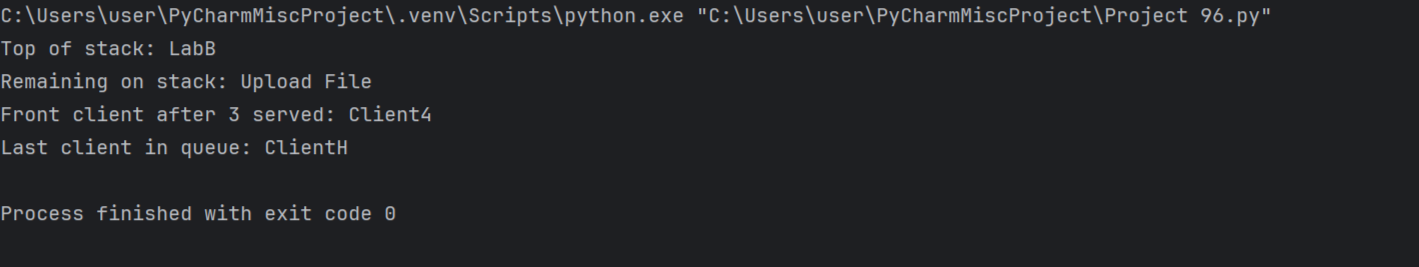 C:\Users\user\PyCharmMiscProject\.venv\Scripts\python.exe "C:\Users\user\PyCharmMiscProject\Project 96.py"
Top of stack: LabB
Remaining on stack: Upload File
Front client after 3 served: Client4
Last client in queue: ClientH
Process finished with exit code 0